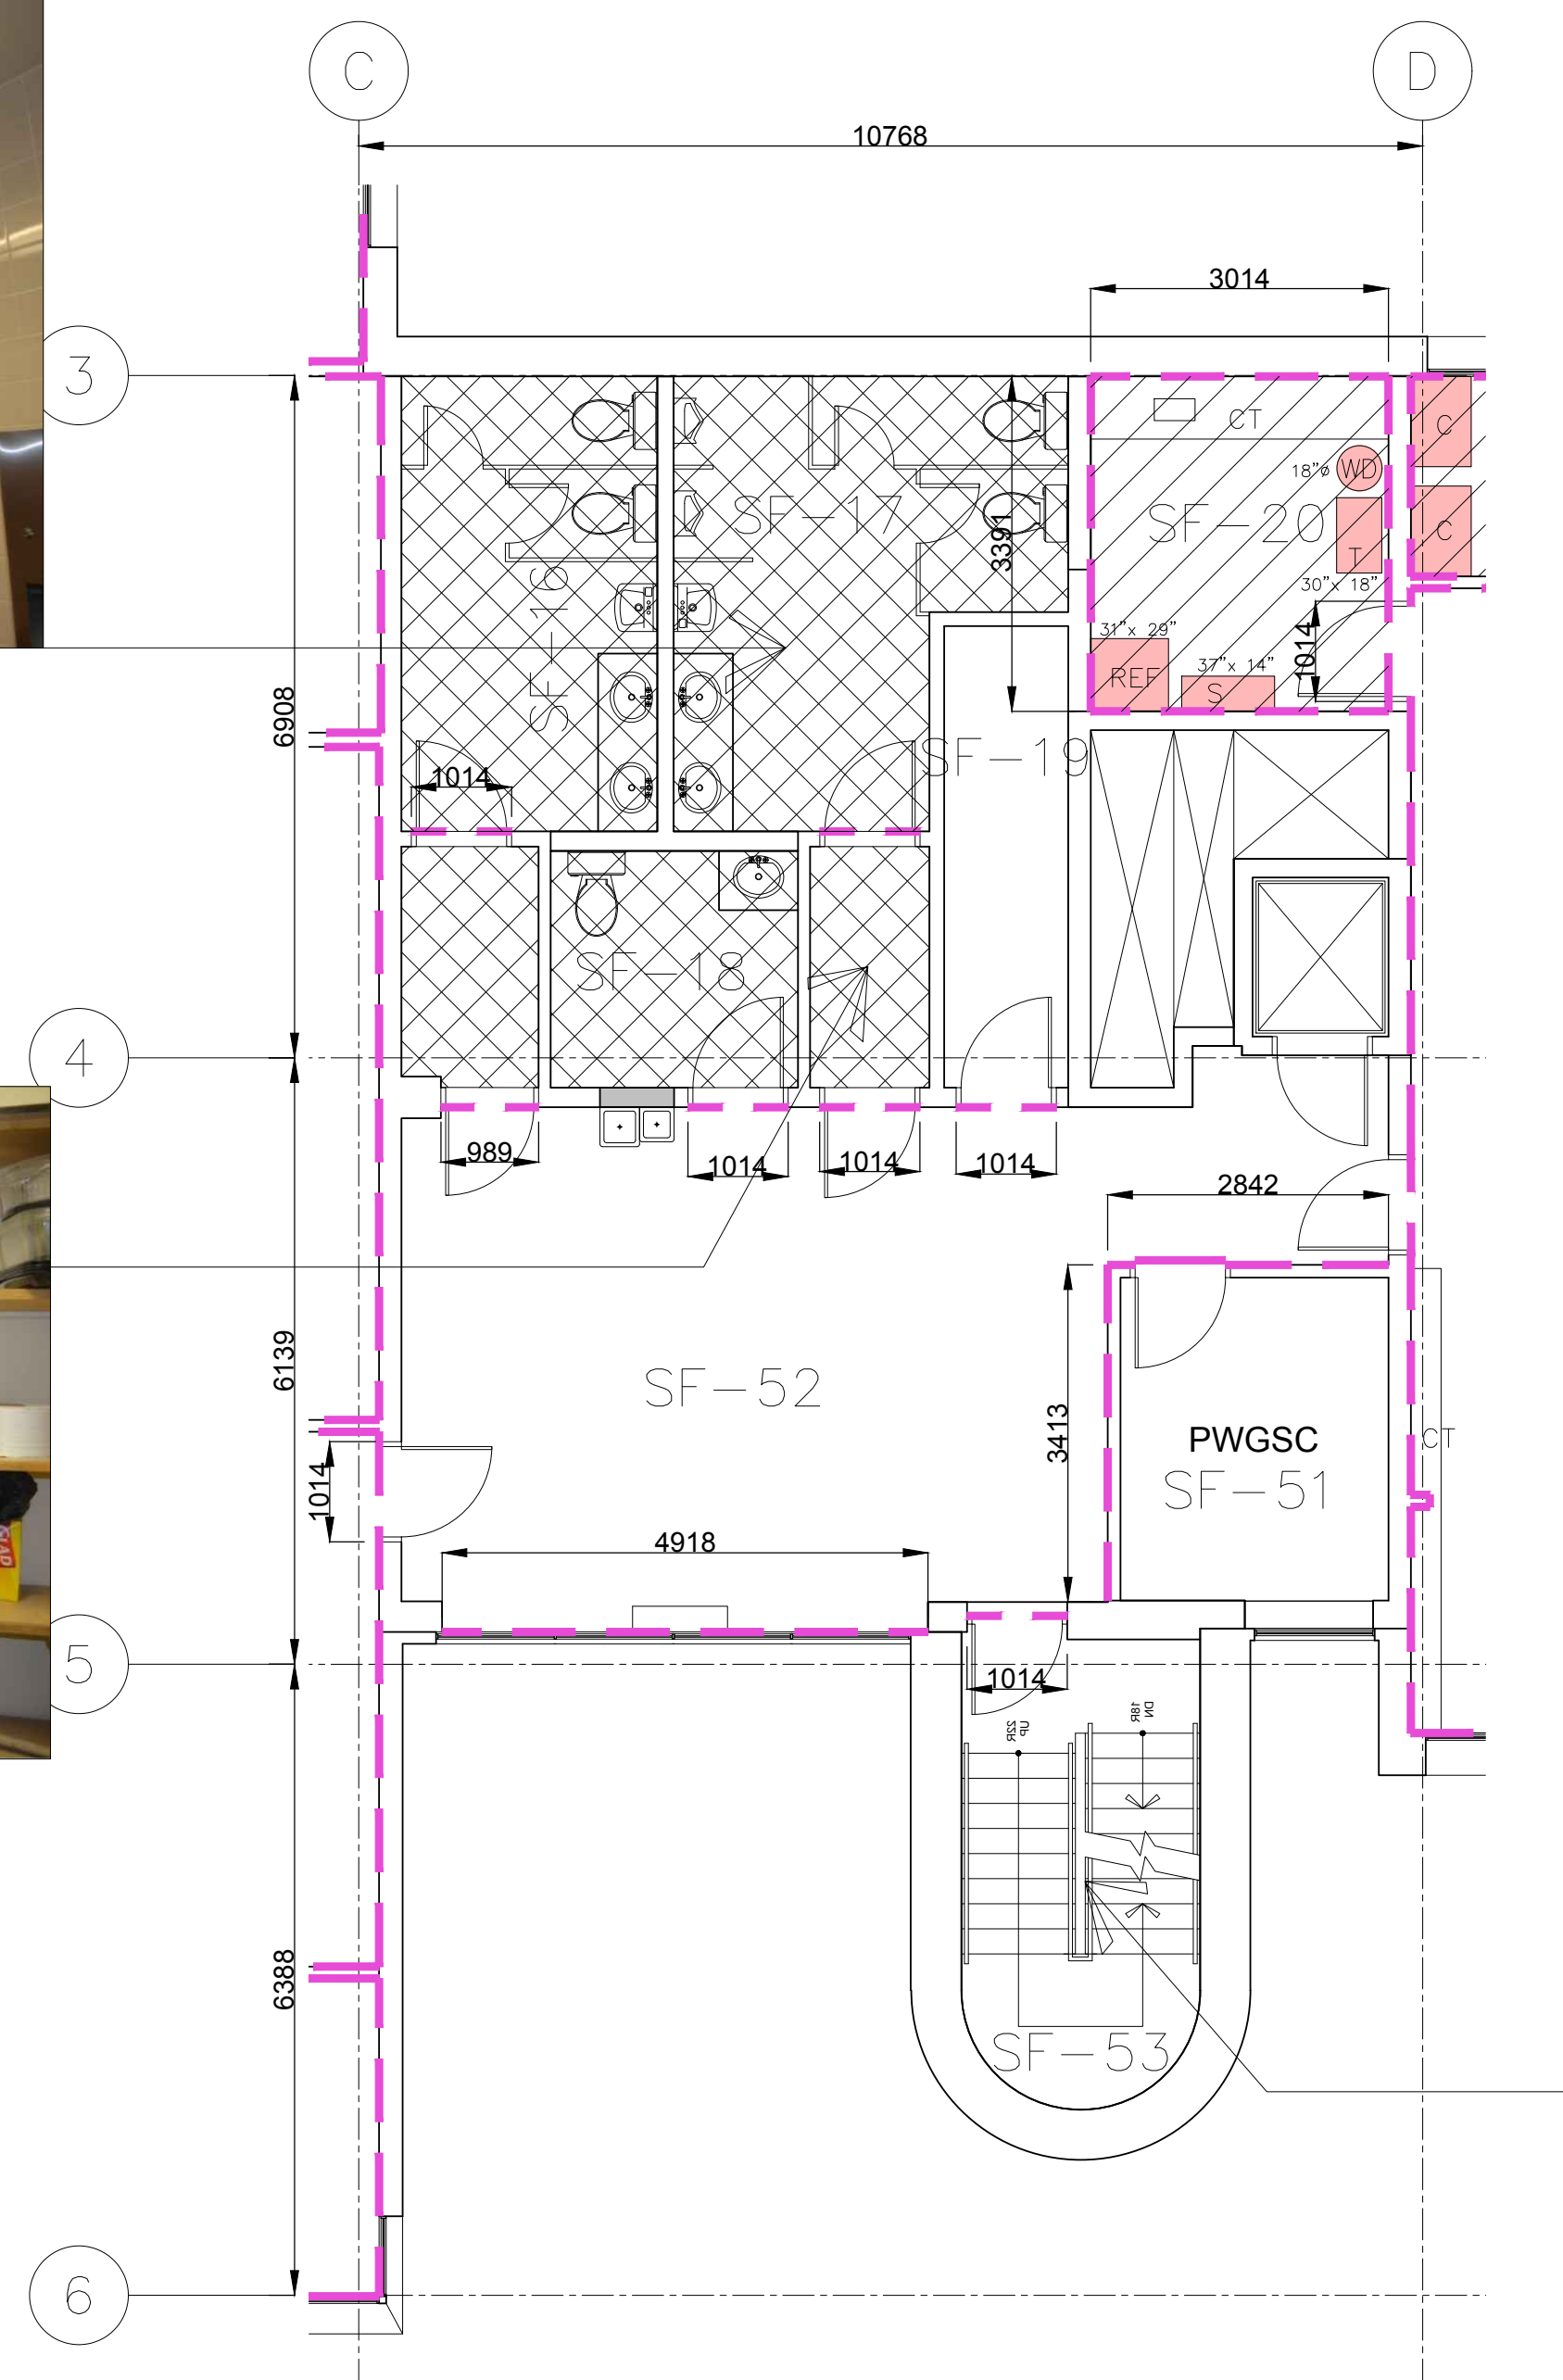 C
D
10768
3014
3
CT
C
18"ø
WD
SF-17
SF-20
C
3391
T
SF-16
30"x 18"
31"x 29"
1014
37"x 14"
REF
S
6908
SF-19
1014
SF-18
4
989
1014
1014
1014
2842
6139
SF-52
3413
PWGSC
CT
SF-51
1014
GLAD
4918
5
1014
DN
18R
UP
22R
6388
SF-53
6